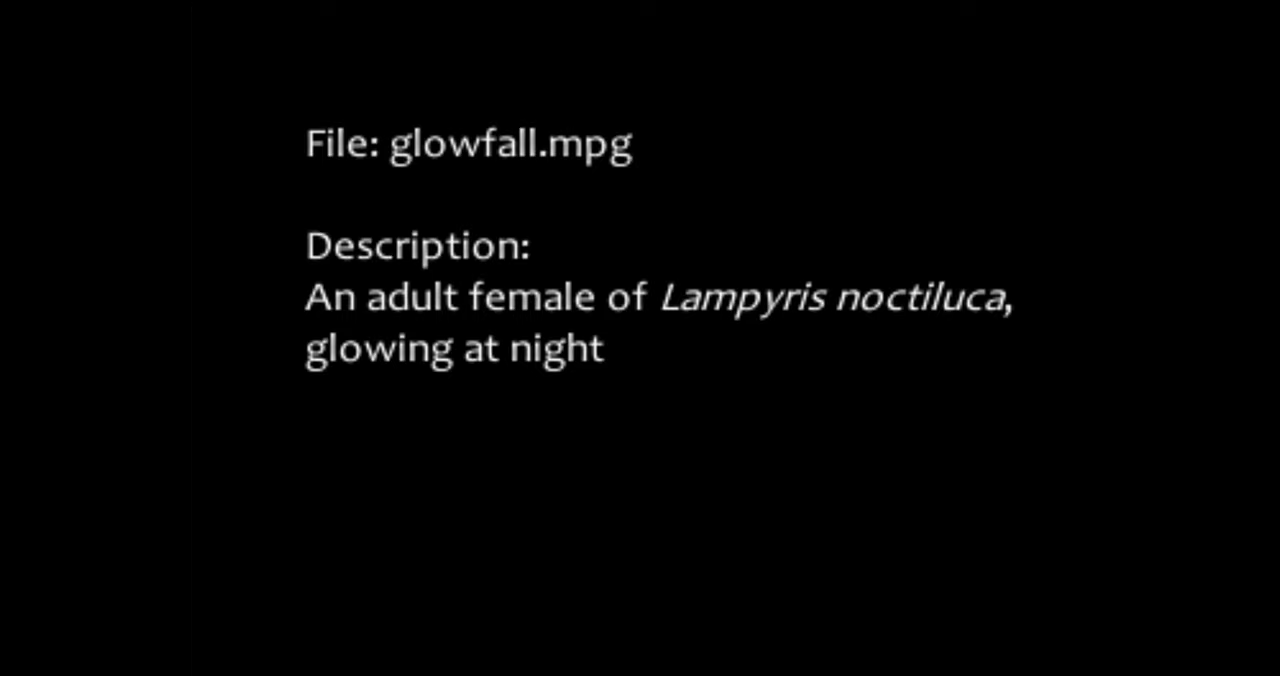 File: glowfall.mpg
Description:
An adult female of Lampyris noctiluca,
glowing at night